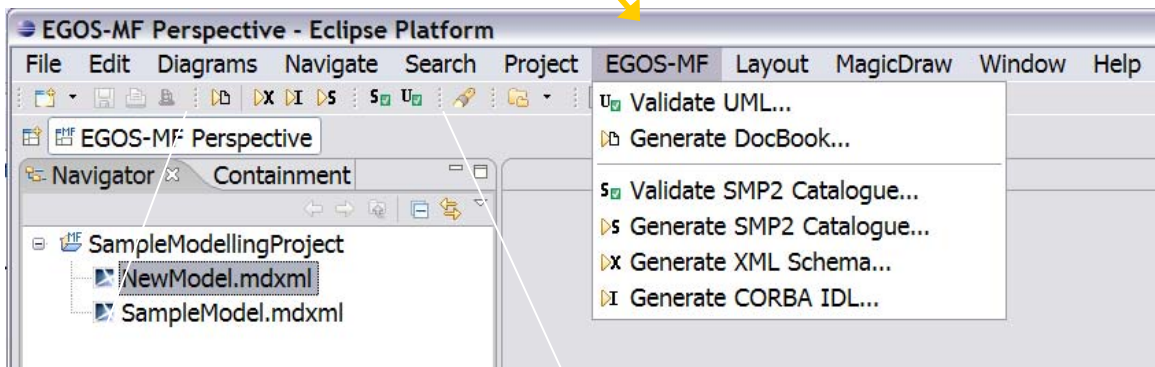 EGOS-MF Perspective - Eclipse Platform
File Edit Diagrams Navigate Search Project EGOS-MF Layout MagicDraw Window Help
EGOS-MF Perspective
Navigator Containment
SampleModellingProject
NewModel.mdxml
SampleModel.mdxml
Validate UML...
Generate DocBook...
Validate SMP2 Catalogue...
Generate SMP2 Catalogue...
Generate XML Schema...
Generate CORBA IDL...